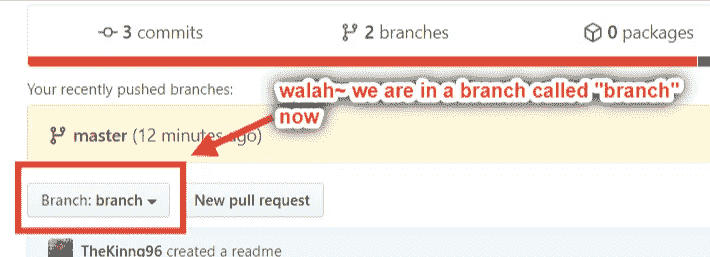 3 commits
2 branches
0 packages
Your recently pushed branches:
walah~ we are in a branch called "branch"
now
master (12 minutes ago)
Branch: branch
New pull request
TheKinng96 created a readme